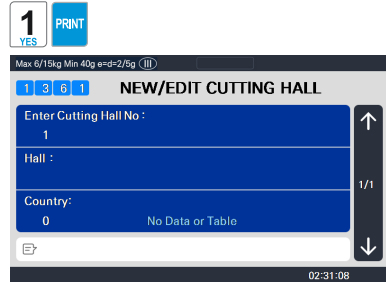 1
YES
PRINT
Max 6/15kg Min 40g e=d=2/5g III
1 3 6 1 NEW/EDIT CUTTING HALL
Enter Cutting Hall No :
1
Hall :
Country:
0 No Data or Table
1/1
02:31:08